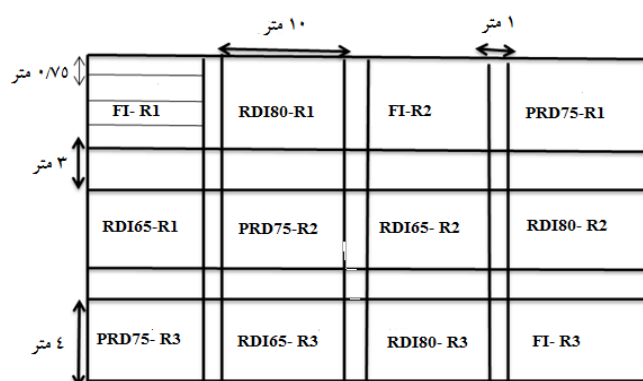 ۱۰ متر
۱ متر
۰/۷۵ متر
FI- R1
RDI80-R1
FI-R2
PRD75-R1
۳ متر
RDI65-R1
PRD75-R2
RDI65- R2
RDI80- R2
٤ متر
PRD75- R3
RDI65- R3
RDI80- R3
FI- R3